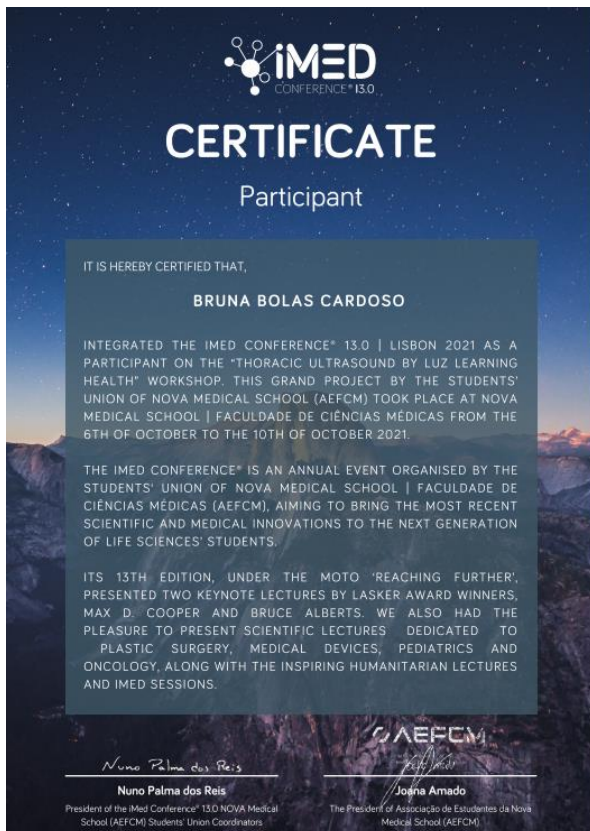 iMED
CONFERENCE® 13.0
CERTIFICATE
Participant
IT IS HEREBY CERTIFIED THAT,
BRUNA BOLAS CARDOSO
INTEGRATED THE IMED CONFERENCE® 13.0 | LISBON 2021 AS A
PARTICIPANT ON THE "THORACIC ULTRASOUND BY LUZ LEARNING
HEALTH" WORKSHOP. THIS GRAND PROJECT BY THE STUDENTS'
UNION OF NOVA MEDICAL SCHOOL (AEFCM) TOOK PLACE AT NOVA
MEDICAL SCHOOL | FACULDADE DE CIÊNCIAS MÉDICAS FROM THE
6TH OF OCTOBER TO THE 10TH OF OCTOBER 2021.
THE IMED CONFERENCE® IS AN ANNUAL EVENT ORGANISED BY THE
STUDENTS' UNION OF NOVA MEDICAL SCHOOL | FACULDADE DE
CIÊNCIAS MÉDICAS (AEFCM), AIMING TO BRING THE MOST RECENT
SCIENTIFIC AND MEDICAL INNOVATIONS TO THE NEXT GENERATION
OF LIFE SCIENCES' STUDENTS.
ITS 13TH EDITION, UNDER THE MOTO 'REACHING FURTHER',
PRESENTED TWO KEYNOTE LECTURES BY LASKER AWARD WINNERS,
MAX D. COOPER AND BRUCE ALBERTS. WE ALSO HAD THE
PLEASURE TO PRESENT SCIENTIFIC LECTURES DEDICATED TO
PLASTIC SURGERY, MEDICAL DEVICES, PEDIATRICS AND
ONCOLOGY, ALONG WITH THE INSPIRING HUMANITARIAN LECTURES
AND IMED SESSIONS.
AEFCM
Nuno Palma dos Reis
Nuno Palma dos Reis
President of the iMed Conference® 13.0 NOVA Medical
School (AEFCM) Students' Union Coordinators
Joana Amado
The President of Associação de Estudantes da Nova
Medical School (AEFCM)